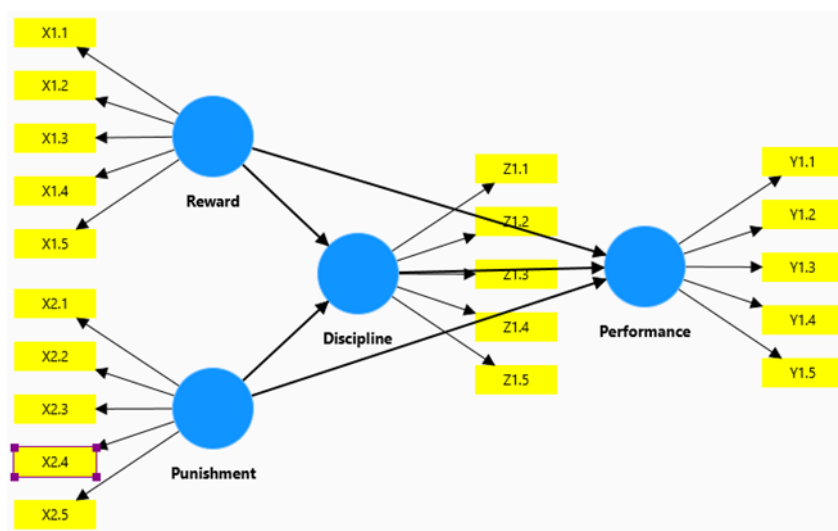 X1.1
X1.2
X1.3
X1.4
X1.5
Reward
X2.1
X2.2
X2.3
X2.4
X2.5
Punishment
Discipline
Z1.1
Z1.2
Z1.3
Z1.4
Z1.5
Performance
Y1.1
Y1.2
Y1.3
Y1.4
Y1.5